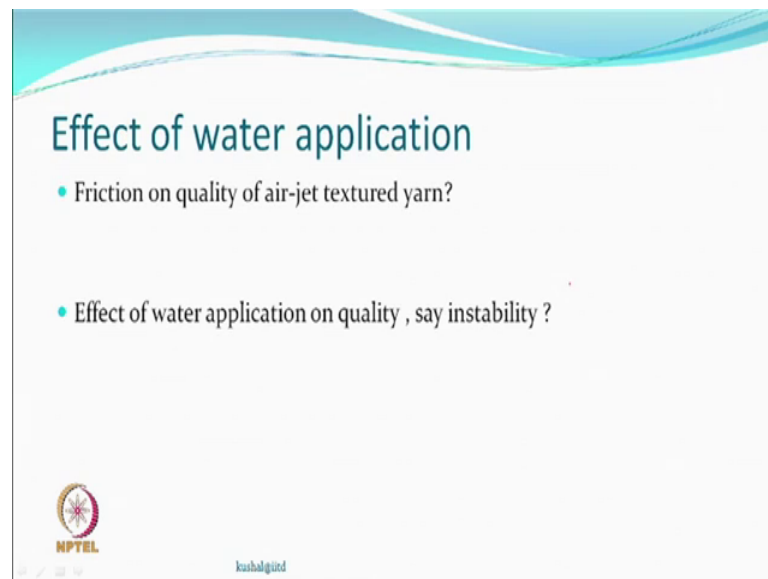 Effect of water application
Friction on quality of air-jet textured yarn?
Effect of water application on quality , say instability ?
NPTEL
kushal@iitd